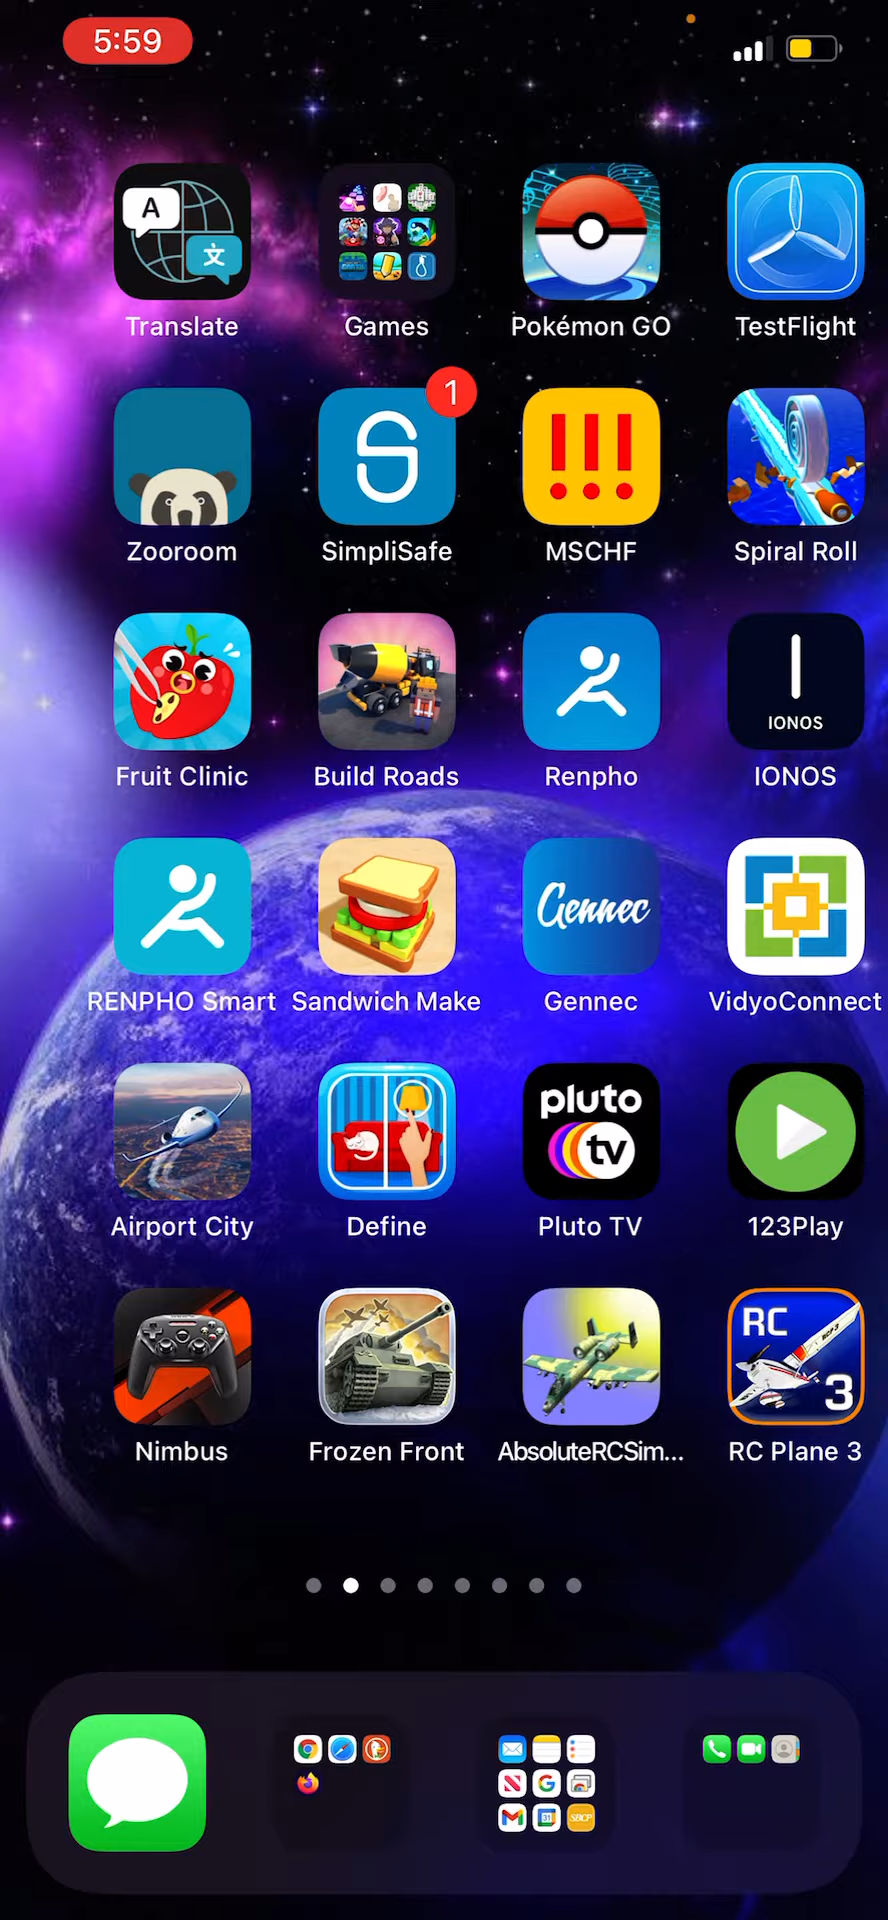 5:59
A
文
Translate
Games
Pokémon GO
TestFlight
1
Zooroom
SimpliSafe
MSCHF
Spiral Roll
IONOS
Fruit Clinic
Build Roads
Renpho
IONOS
Gennec
RENPHO Smart
Sandwich Make
Gennec
VidyoConnect
pluto
tv
Airport City
Define
Pluto TV
123Play
RC
3
Nimbus
Frozen Front
AbsoluteRCSim...
RC Plane 3
31
SBCP